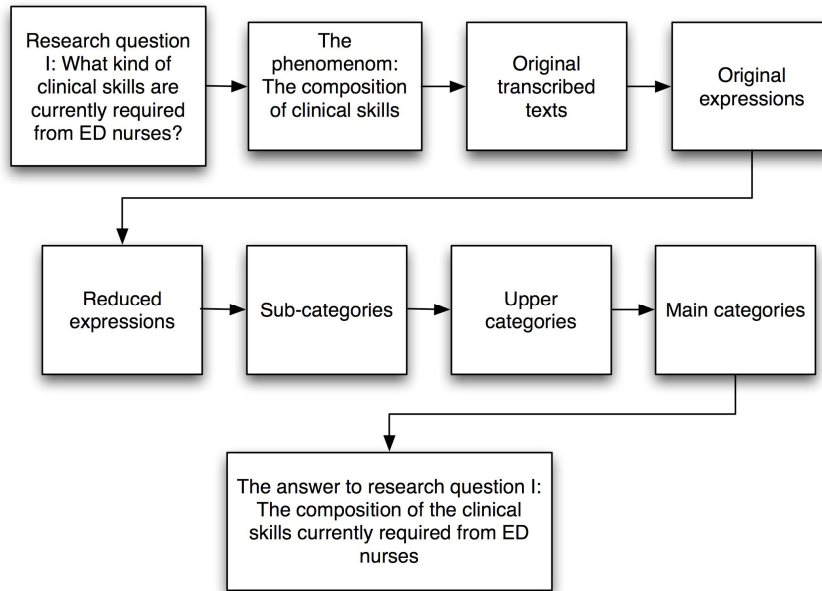 Research question
I: What kind of
clinical skills are
currently required
from ED nurses?
The
phenomenom:
The composition
of clinical skills
Original
transcribed
texts
Original
expressions
Reduced
expressions
Sub-categories
Upper
categories
Main categories
The answer to research question I:
The composition of the clinical
skills currently required from ED
nurses